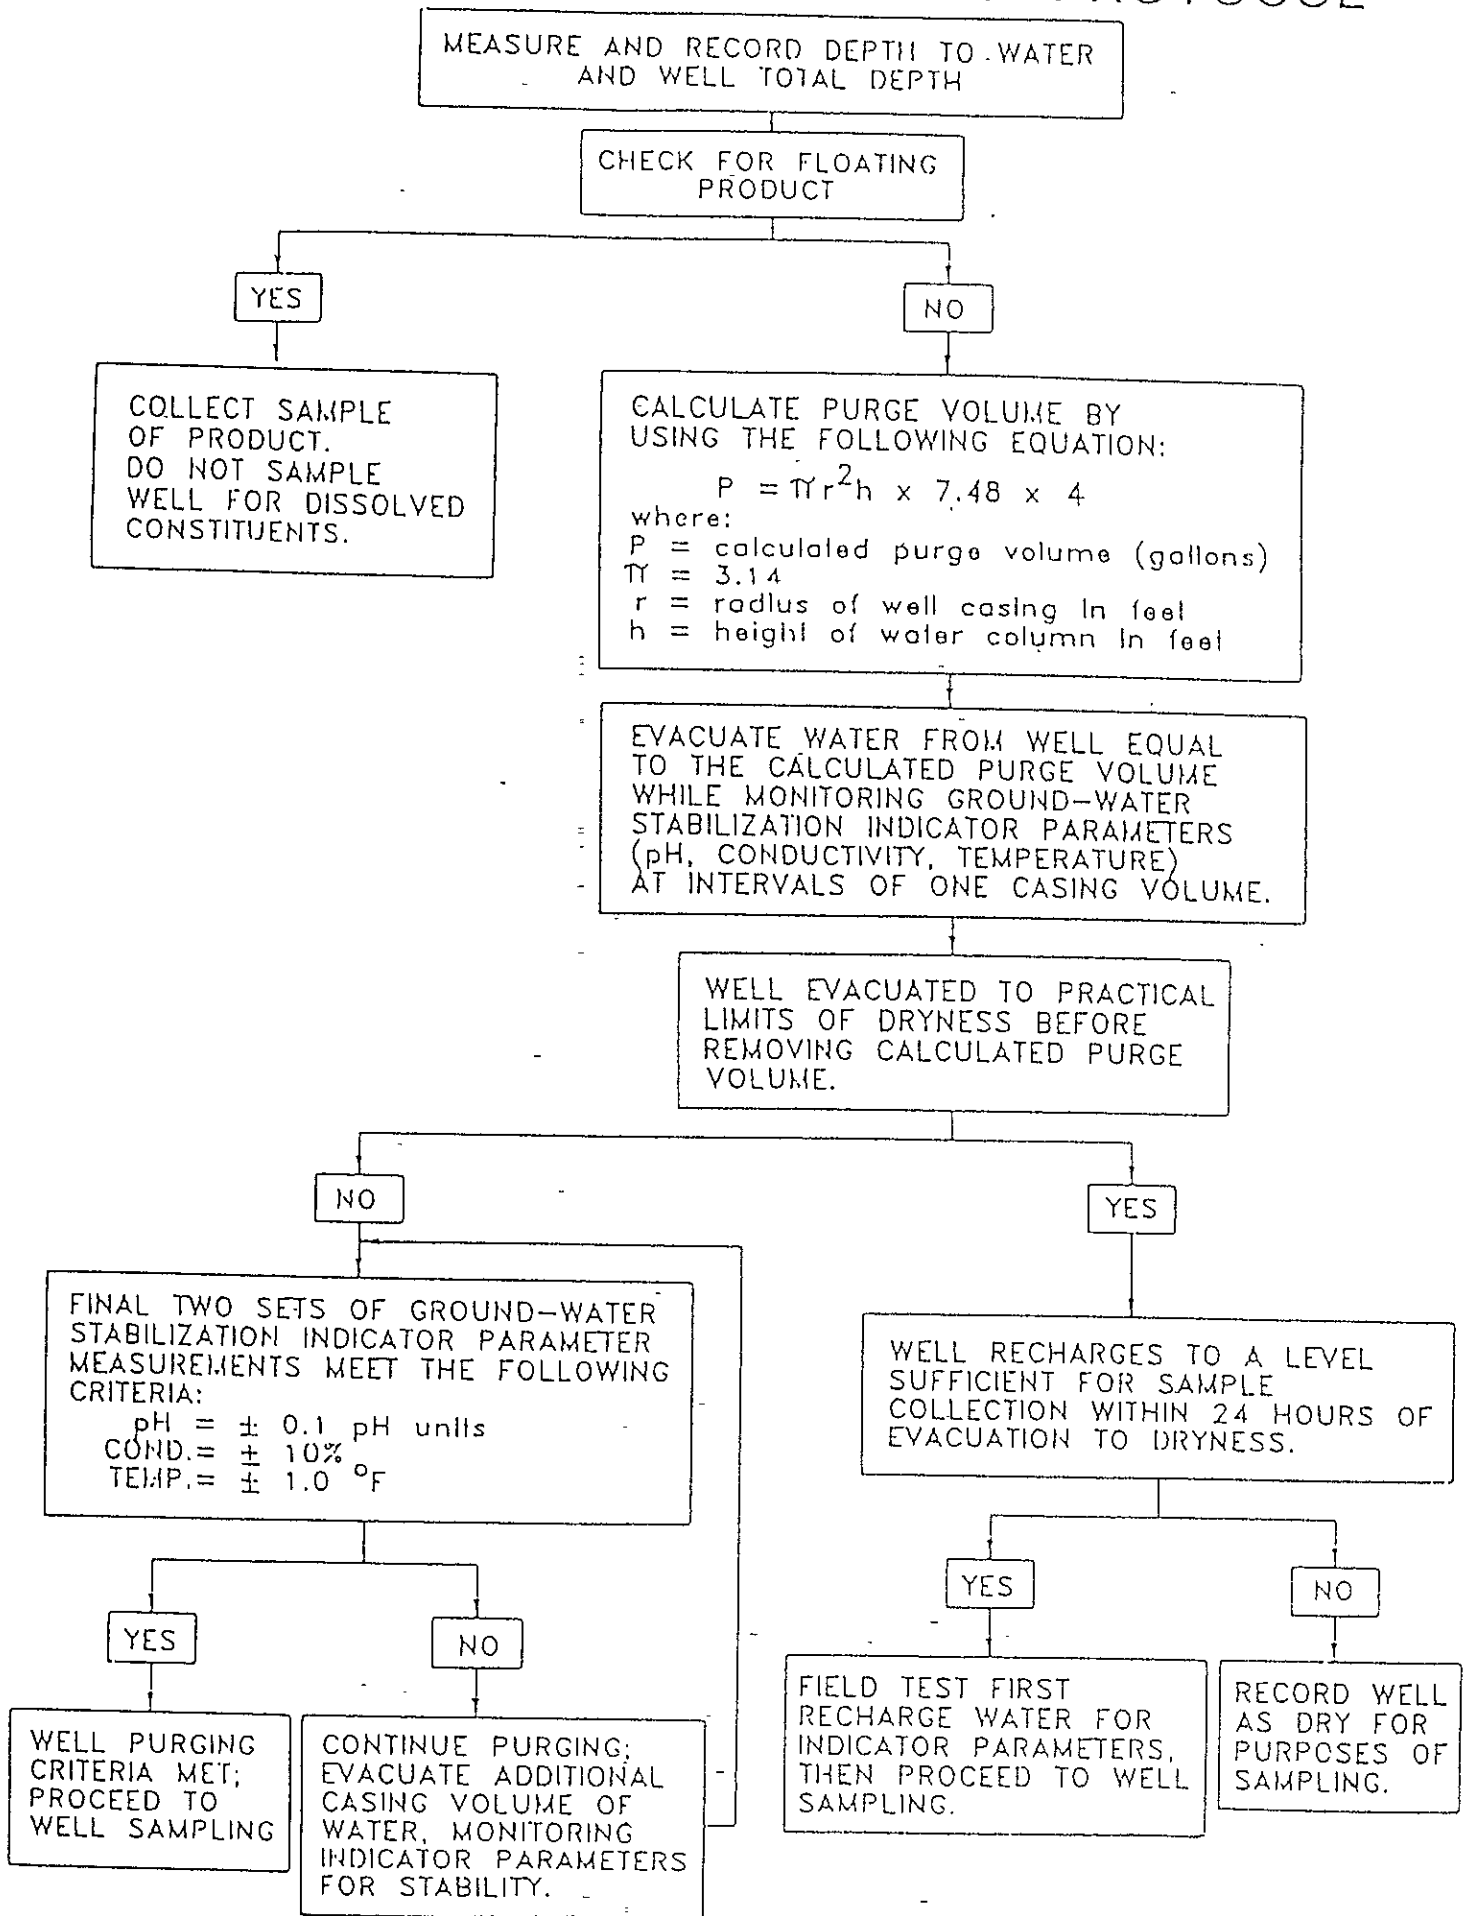 PROTOCOL
MEASURE AND RECORD DEPTH TO WATER
AND WELL TOTAL DEPTH
CHECK FOR FLOATING
PRODUCT
YES
NO
COLLECT SAMPLE
OF PRODUCT.
DO NOT SAMPLE
WELL FOR DISSOLVED
CONSTITUENTS.
CALCULATE PURGE VOLUME BY
USING THE FOLLOWING EQUATION:
P = πr²h x 7.48 x 4
where:
P = calculated purge volume (gallons)
π = 3.14
r = radius of well casing in feet
h = height of water column in feet
EVACUATE WATER FROM WELL EQUAL
TO THE CALCULATED PURGE VOLUME
WHILE MONITORING GROUND-WATER
STABILIZATION INDICATOR PARAMETERS
(pH, CONDUCTIVITY, TEMPERATURE)
AT INTERVALS OF ONE CASING VOLUME.
WELL EVACUATED TO PRACTICAL
LIMITS OF DRYNESS BEFORE
REMOVING CALCULATED PURGE
VOLUME.
NO
YES
FINAL TWO SETS OF GROUND-WATER
STABILIZATION INDICATOR PARAMETER
MEASUREMENTS MEET THE FOLLOWING
CRITERIA:
pH = ± 0.1 pH units
COND.= ± 10%
TEMP.= ± 1.0 °F
WELL RECHARGES TO A LEVEL
SUFFICIENT FOR SAMPLE
COLLECTION WITHIN 24 HOURS OF
EVACUATION TO DRYNESS.
YES
NO
YES
NO
WELL PURGING
CRITERIA MET;
PROCEED TO
WELL SAMPLING
CONTINUE PURGING;
EVACUATE ADDITIONAL
CASING VOLUME OF
WATER, MONITORING
INDICATOR PARAMETERS
FOR STABILITY.
FIELD TEST FIRST
RECHARGE WATER FOR
INDICATOR PARAMETERS,
THEN PROCEED TO WELL
SAMPLING.
RECORD WELL
AS DRY FOR
PURPOSES OF
SAMPLING.